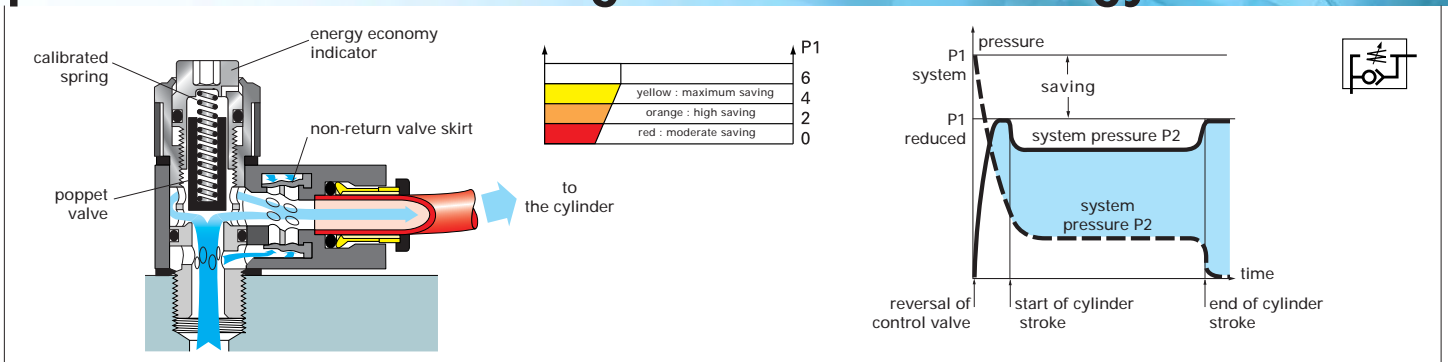 energy economy
indicator
calibrated
spring
non-return valve skirt
poppet
valve
to
the cylinder
P1
6
yellow : maximum saving
4
orange : high saving
2
red : moderate saving
0
pressure
P1
system
saving
P1
reduced
system pressure P2
system
pressure P2
time
reversal of
control valve
start of cylinder
stroke
end of cylinder
stroke